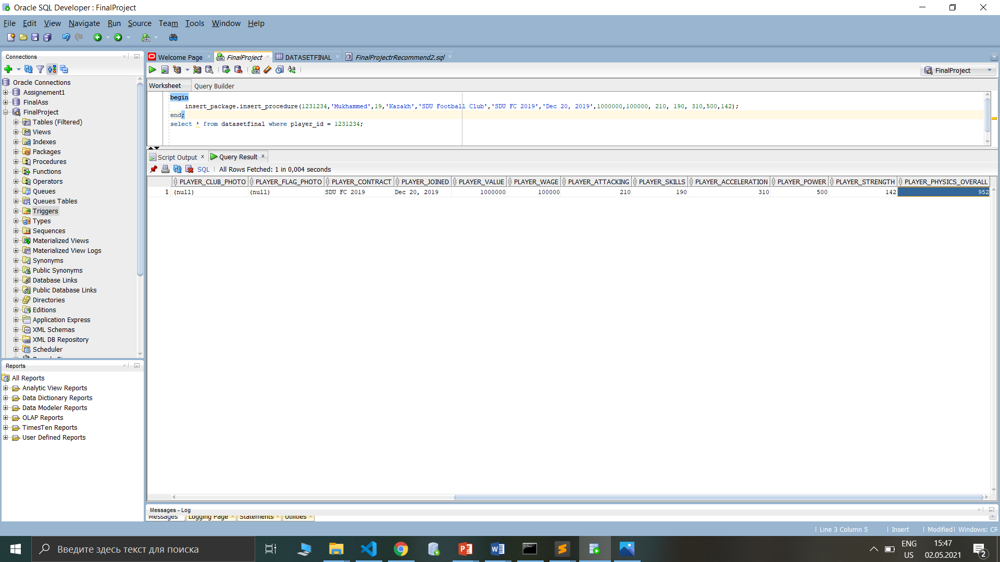 Oracle SQL Developer : FinalProject
File Edit View Navigate Run Source Team Tools Window Help
Connections
Oracle Connections
Assignement1
FinalAss
FinalProject
Tables (Filtered)
Views
Indexes
Packages
Procedures
Functions
Operators
Queues
Queues Tables
Triggers
Types
Sequences
Materialized Views
Materialized View Logs
Synonyms
Public Synonyms
Database Links
Public Database Links
Directories
Editions
Application Express
XML Schemas
XML DB Repository
Scheduler
Reports
All Reports
Analytic View Reports
Data Dictionary Reports
Data Modeler Reports
OLAP Reports
TimesTen Reports
User Defined Reports
Welcome Page FinalProject DATASETFINAL FinalProjectrRecommend2.sql
FinalProject
Worksheet Query Builder
begin
insert_package.insert_procedure(1231234,'Mukhammed',19,'Kazakh','SDU Football Club','SDU FC 2019','Dec 20, 2019',1000000,100000, 210, 190, 310,500,142);
end;
select * from datasetfinal where player_id = 1231234;
Script Output Query Result
SQL All Rows Fetched: 1 in 0,004 seconds
PLAYER_CLUB_PHOTO PLAYER_FLAG_PHOTO PLAYER_CONTRACT PLAYER_JOINED PLAYER_VALUE PLAYER_WAGE PLAYER_ATTACKING PLAYER_SKILLS PLAYER_ACCELERATION PLAYER_POWER PLAYER_STRENGTH PLAYER_PHYSICS_OVERALL
1 (null) (null) SDU FC 2019 Dec 20, 2019 1000000 100000 210 190 310 500 142 952
Messages - Log
Messages Logging Page Statements Utilities
Line 3 Column 5 Insert Modified Windows: CR
Введите здесь текст для поиска
ENG
US
15:47
02.05.2021
2